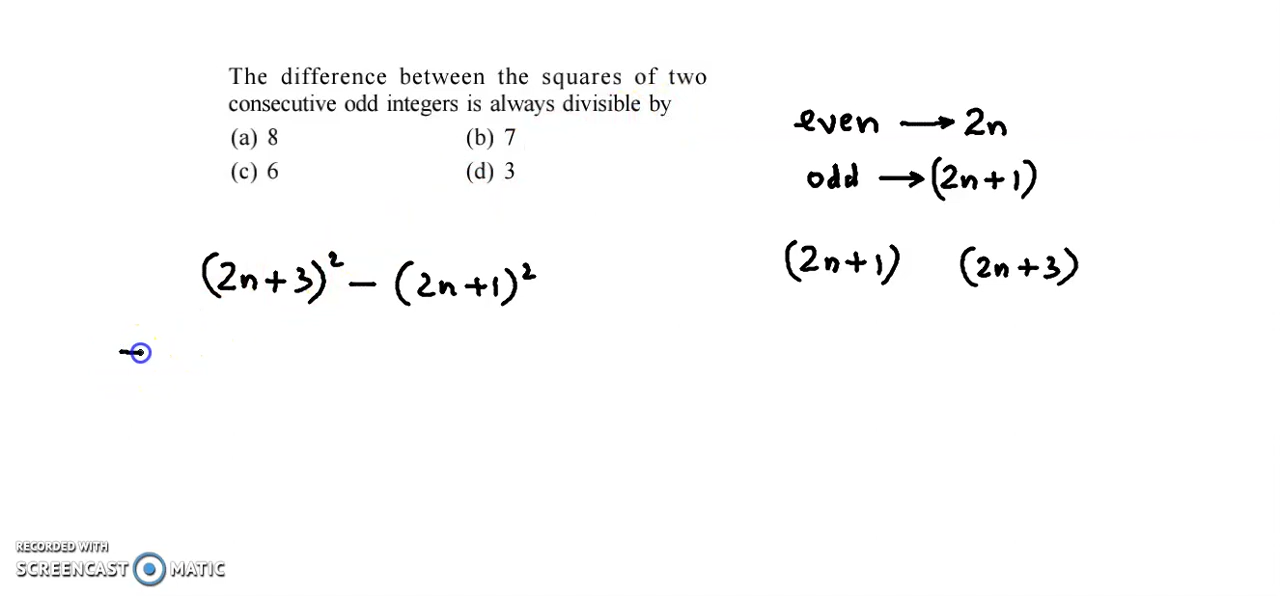 The difference between the squares of two
consecutive odd integers is always divisible by
(a) 8 (b) 7
(c) 6 (d) 3
even → 2n
odd → (2n+1)
(2n+1) (2n+3)
(2n+3)² − (2n+1)²
RECORDED WITH
SCREENCAST MATIC